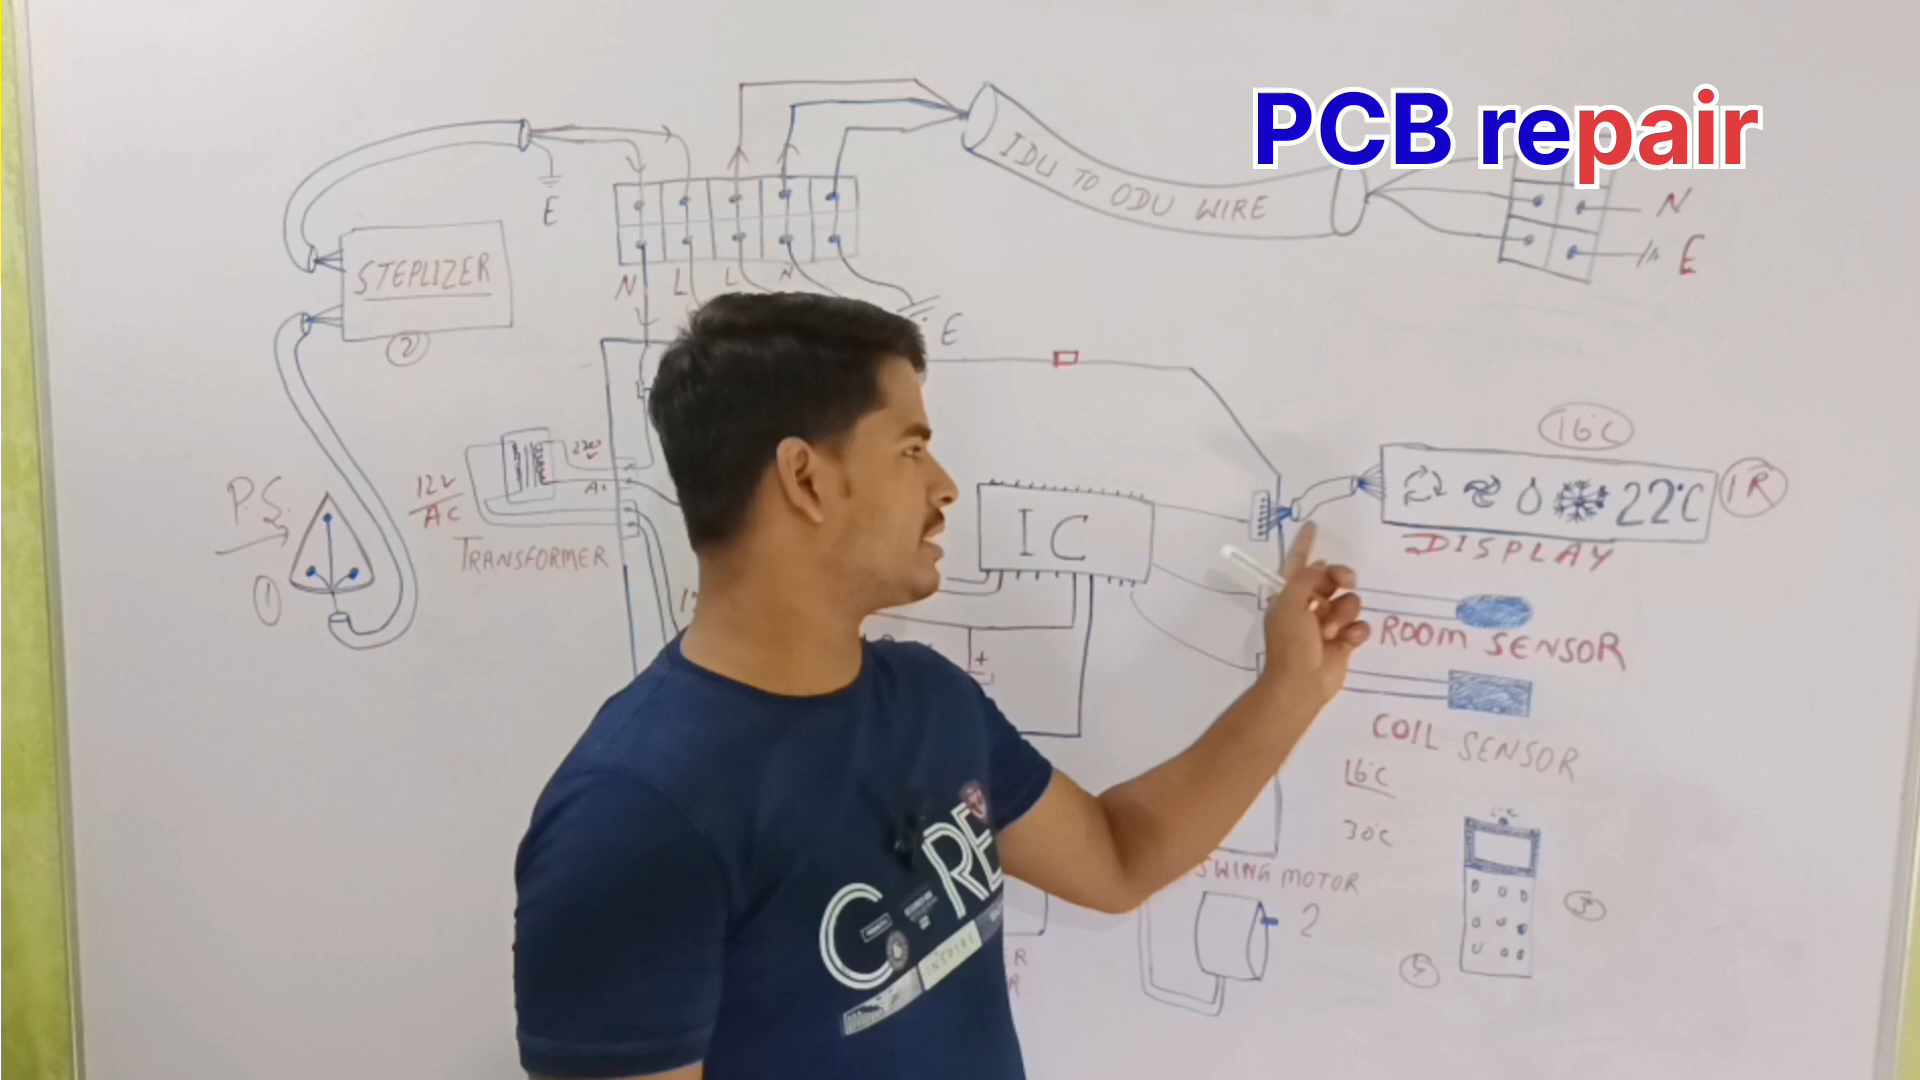 PCB repair
IDU TO ODU WIRE
N
E
E
STEPLIZER
2
N L L N
E
16°C
P.S.
1
12V
AC
220
V
TRANSFORMER
IC
22°C
IR
DISPLAY
ROOM SENSOR
+
COIL SENSOR
16°C
30°C
SWING MOTOR
2
C-RE
INSPIRE